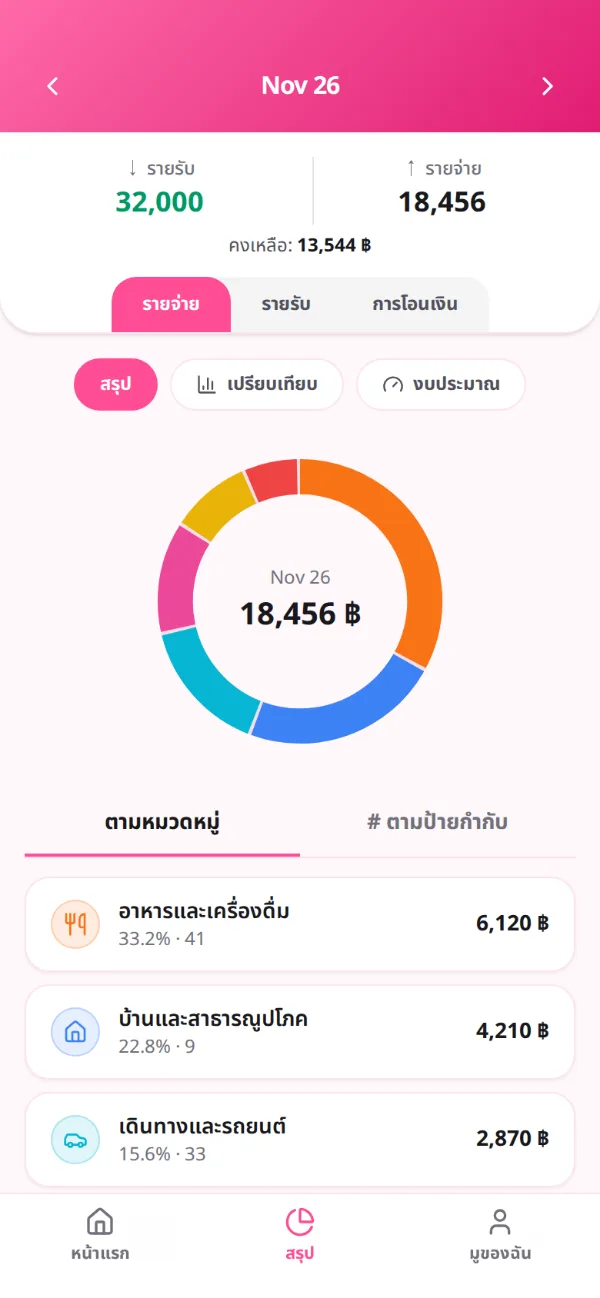 Nov 26
↓ รายรับ
32,000
↑ รายจ่าย
18,456
คงเหลือ: 13,544 ฿
รายจ่าย
รายรับ
การโอนเงิน
สรุป
เปรียบเทียบ
งบประมาณ
Nov 26
18,456 ฿
ตามหมวดหมู่
# ตามป้ายกำกับ
อาหารและเครื่องดื่ม
33.2% · 41
6,120 ฿
บ้านและสาธารณูปโภค
22.8% · 9
4,210 ฿
เดินทางและรถยนต์
15.6% · 33
2,870 ฿
หน้าแรก
สรุป
มูของฉัน